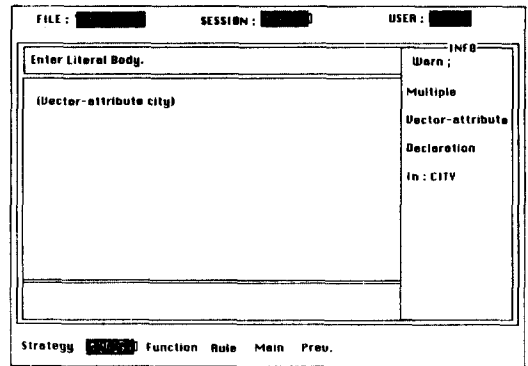 FILE : SESSION : USER :
INFO
Enter Literal Body.
Warn ;
(Vector-attribute city)
Multiple
Vector-attribute
Declaration
In : CITY
Strategy Function Rule Main Prev.